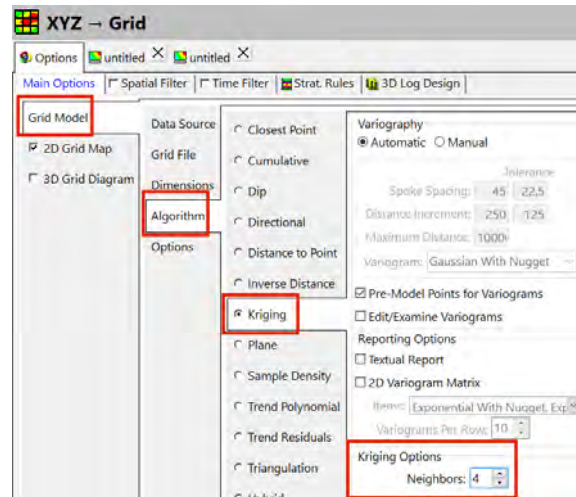 XYZ → Grid
Options untitled X untitled X
Main Options Spatial Filter Time Filter Strat. Rules 3D Log Design
Grid Model
2D Grid Map
3D Grid Diagram
Data Source
Grid File
Dimensions
Algorithm
Options
Closest Point
Cumulative
Dip
Directional
Distance to Point
Inverse Distance
Kriging
Plane
Sample Density
Trend Polynomial
Trend Residuals
Triangulation
Hybrid
Variography
Automatic Manual
Tolerance
Spoke Spacing: 45 22.5
Distance Increment: 250 125
Maximum Distance: 1000
Variogram: Gaussian With Nugget
Pre-Model Points for Variograms
Edit/Examine Variograms
Reporting Options
Textual Report
2D Variogram Matrix
Items: Exponential With Nugget, Exp
Variograms Per Row: 10
Kriging Options
Neighbors: 4